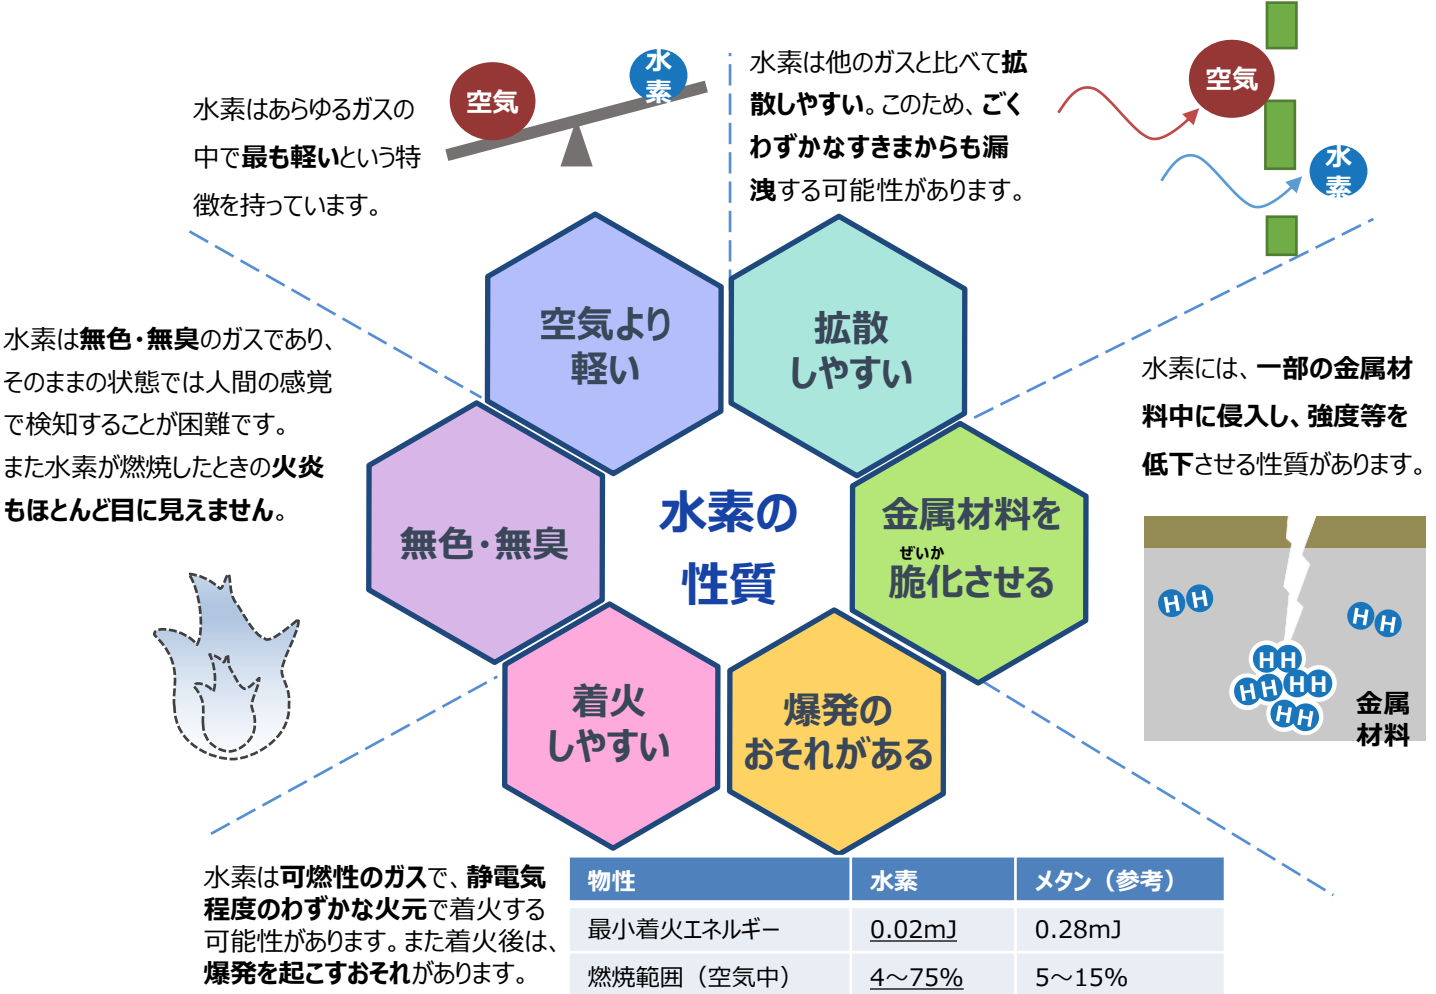 水素はあらゆるガスの
中で最も軽いという特
徴を持っています。
空気
水
素
水素は他のガスと比べて拡
散しやすい。このため、ごく
わずかなすきまからも漏
洩する可能性があります。
空気
水
素
空気より
軽い
拡散
しやすい
水素は無色・無臭のガスであり、
そのままの状態では人間の感覚
で検知することが困難です。
また水素が燃焼したときの火炎
もほとんど目に見えません。
無色・無臭
水素の
性質
金属材料を
ぜいか
脆化させる
水素には、一部の金属材
料中に侵入し、強度等を
低下させる性質があります。
H H
H H
H H
H H H H
H H
金属
材料
着火
しやすい
爆発の
おそれがある
水素は可燃性のガスで、静電気
程度のわずかな火元で着火する
可能性があります。また着火後は、
爆発を起こすおそれがあります。
物性 水素 メタン（参考）
最小着火エネルギー 0.02mJ 0.28mJ
燃焼範囲（空気中） 4～75% 5～15%